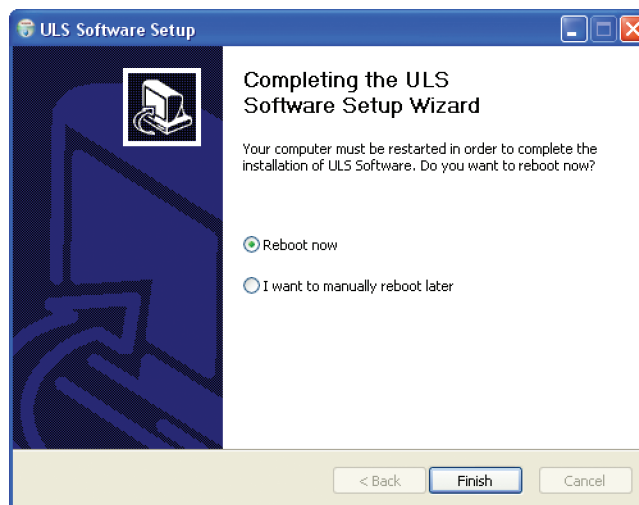 ULS Software Setup
Completing the ULS
Software Setup Wizard
Your computer must be restarted in order to complete the
installation of ULS Software. Do you want to reboot now?
Reboot now
I want to manually reboot later
< Back
Finish
Cancel